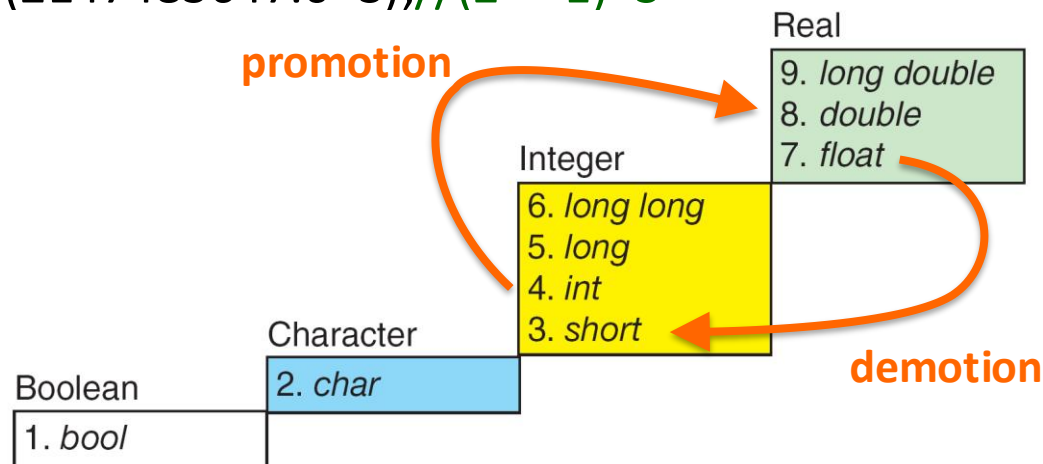 Real
promotion
9. long double
8. double
7. float
Integer
6. long long
5. long
4. int
3. short
Character
demotion
2. char
Boolean
1. bool